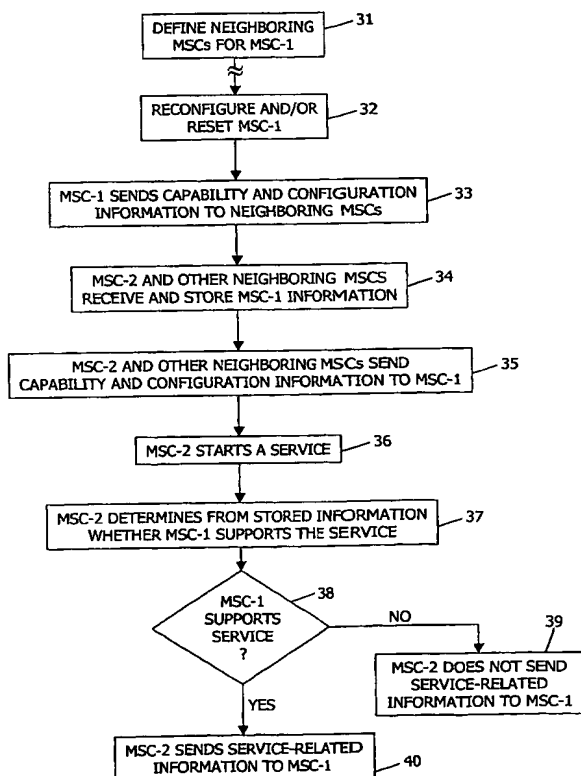 DEFINE NEIGHBORING
MSCs FOR MSC-1
31
RECONFIGURE AND/OR
RESET MSC-1
32
MSC-1 SENDS CAPABILITY AND CONFIGURATION
INFORMATION TO NEIGHBORING MSCs
33
MSC-2 AND OTHER NEIGHBORING MSCS
RECEIVE AND STORE MSC-1 INFORMATION
34
MSC-2 AND OTHER NEIGHBORING MSCs SEND
CAPABILITY AND CONFIGURATION INFORMATION TO MSC-1
35
MSC-2 STARTS A SERVICE
36
MSC-2 DETERMINES FROM STORED INFORMATION
WHETHER MSC-1 SUPPORTS THE SERVICE
37
MSC-1
SUPPORTS
SERVICE
?
38
NO
39
MSC-2 DOES NOT SEND
SERVICE-RELATED
INFORMATION TO MSC-1
YES
MSC-2 SENDS SERVICE-RELATED
INFORMATION TO MSC-1
40